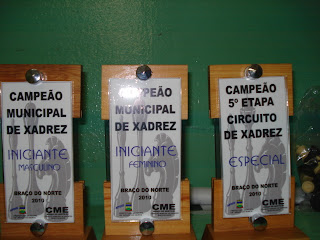 CAMPEÃO
MUNICIPAL
DE XADREZ
INICIANTE
MASCULINO
BRAÇO DO NORTE
2010
CME
CAMPEÃO
MUNICIPAL
DE XADREZ
INICIANTE
FEMININO
BRAÇO DO NORTE
2010
CME
CAMPEÃO
5º ETAPA
CIRCUITO
DE XADREZ
ESPECIAL
BRAÇO DO NORTE
2010
CME